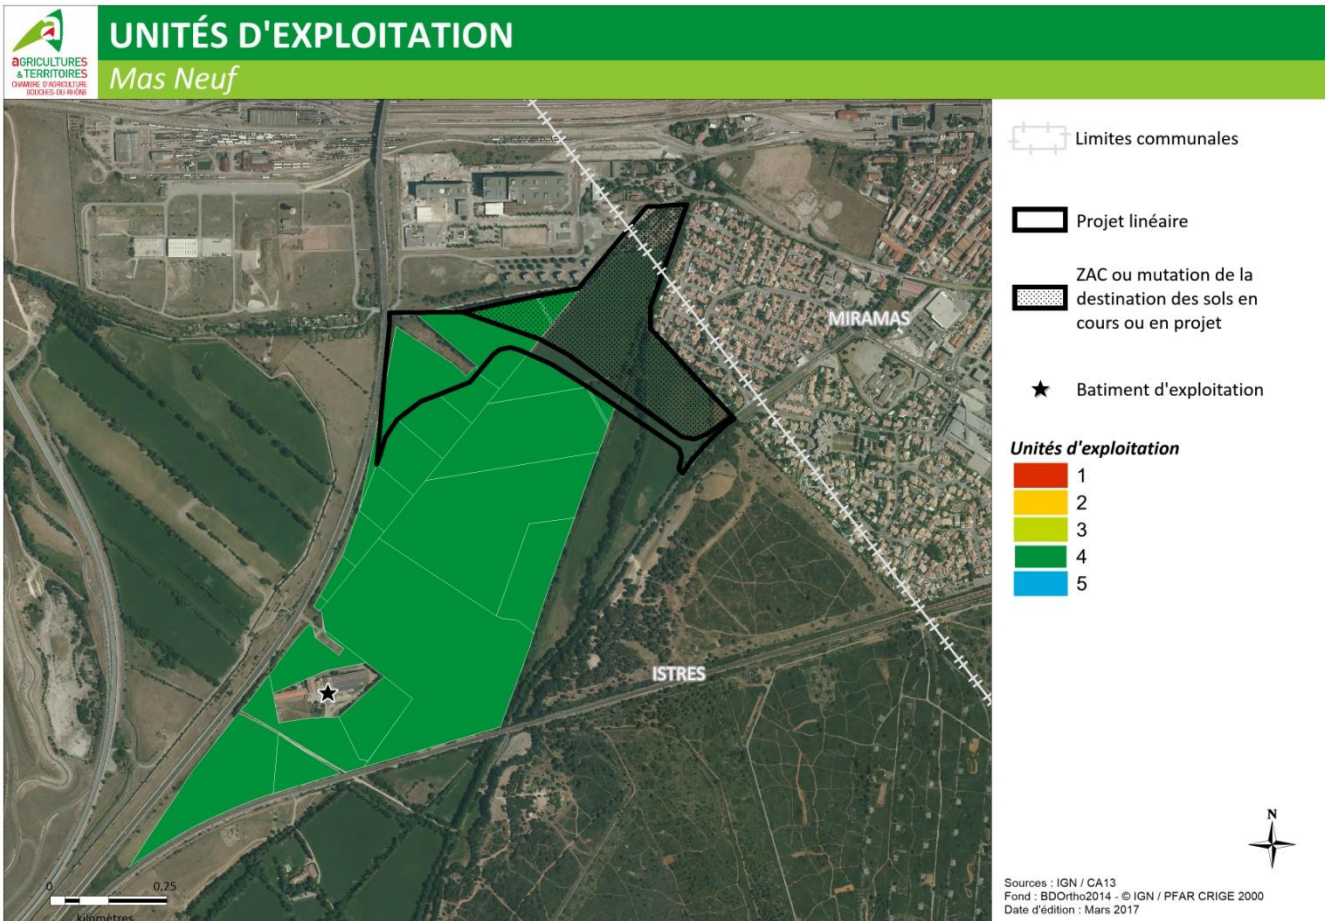 UNITÉS D'EXPLOITATION
Mas Neuf
aGRICULTURES
& TERRITOIRES
CHAMBRE D'AGRICULTURE
BOUCHES-DU-RHÔNE
MIRAMAS
ISTRES
0 0,25
kilomètres
Limites communales
Projet linéaire
ZAC ou mutation de la
destination des sols en
cours ou en projet
Batiment d'exploitation
Unités d'exploitation
1
2
3
4
5
N
Sources : IGN / CA13
Fond : BDOrtho2014 - © IGN / PFAR CRIGE 2000
Date d'édition : Mars 2017